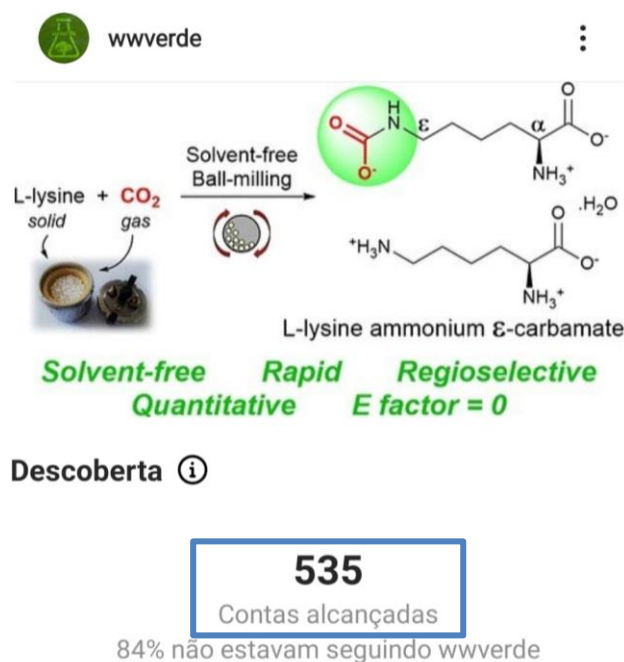 wwverde
H
N
ε
α
O
O⁻
O
O⁻
NH₃⁺
Solvent-free
Ball-milling
L-lysine + CO₂
solid gas
.H₂O
O
⁺H₃N
O⁻
NH₃⁺
L-lysine ammonium ε-carbamate
Solvent-free Rapid Regioselective
Quantitative E factor = 0
Descoberta ⓘ
535
Contas alcançadas
84% não estavam seguindo wwverde